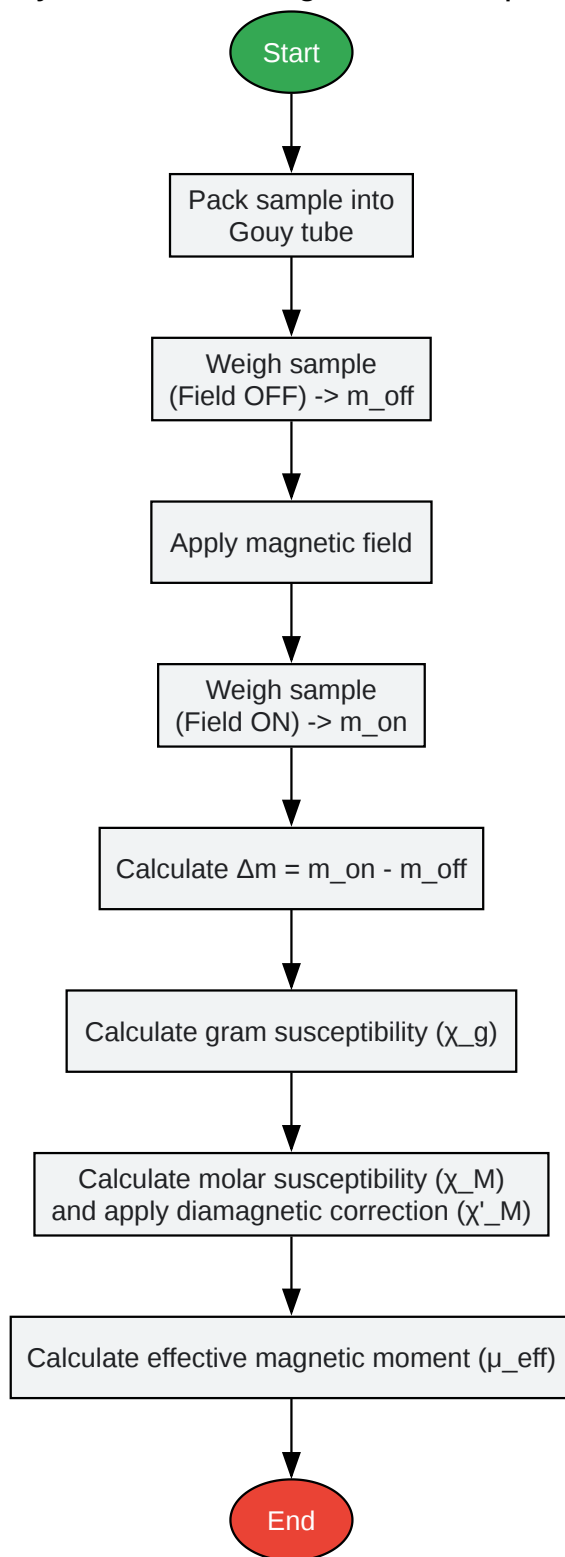 Start
Pack sample into
Gouy tube
Weigh sample
(Field OFF) -> m_off
Apply magnetic field
Weigh sample
(Field ON) -> m_on
Calculate Δm = m_on - m_off
Calculate gram susceptibility (χ_g)
Calculate molar susceptibility (χ_M)
and apply diamagnetic correction (χ'_M)
Calculate effective magnetic moment (μ_eff)
End